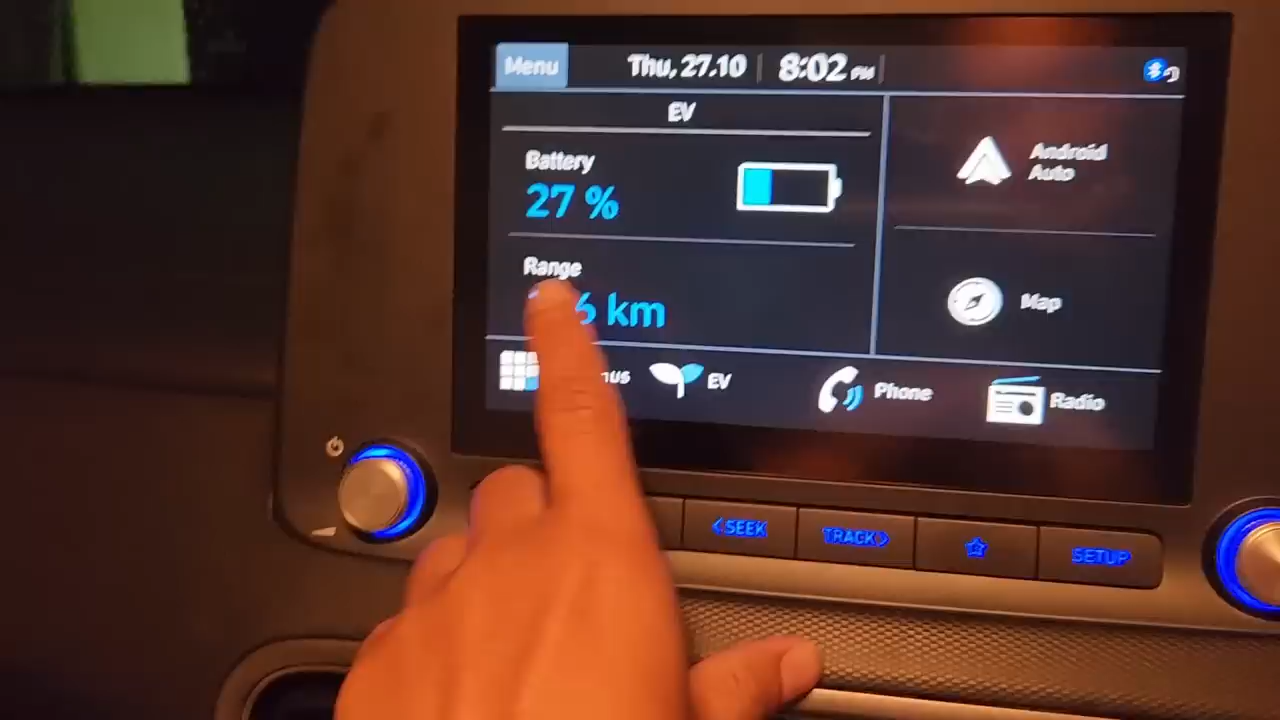 Menu
Thu, 27.10
8:02 PM
EV
Battery
27 %
Android
Auto
Range
km
Map
EV
Phone
Radio
<SEEK
TRACK>
SETUP